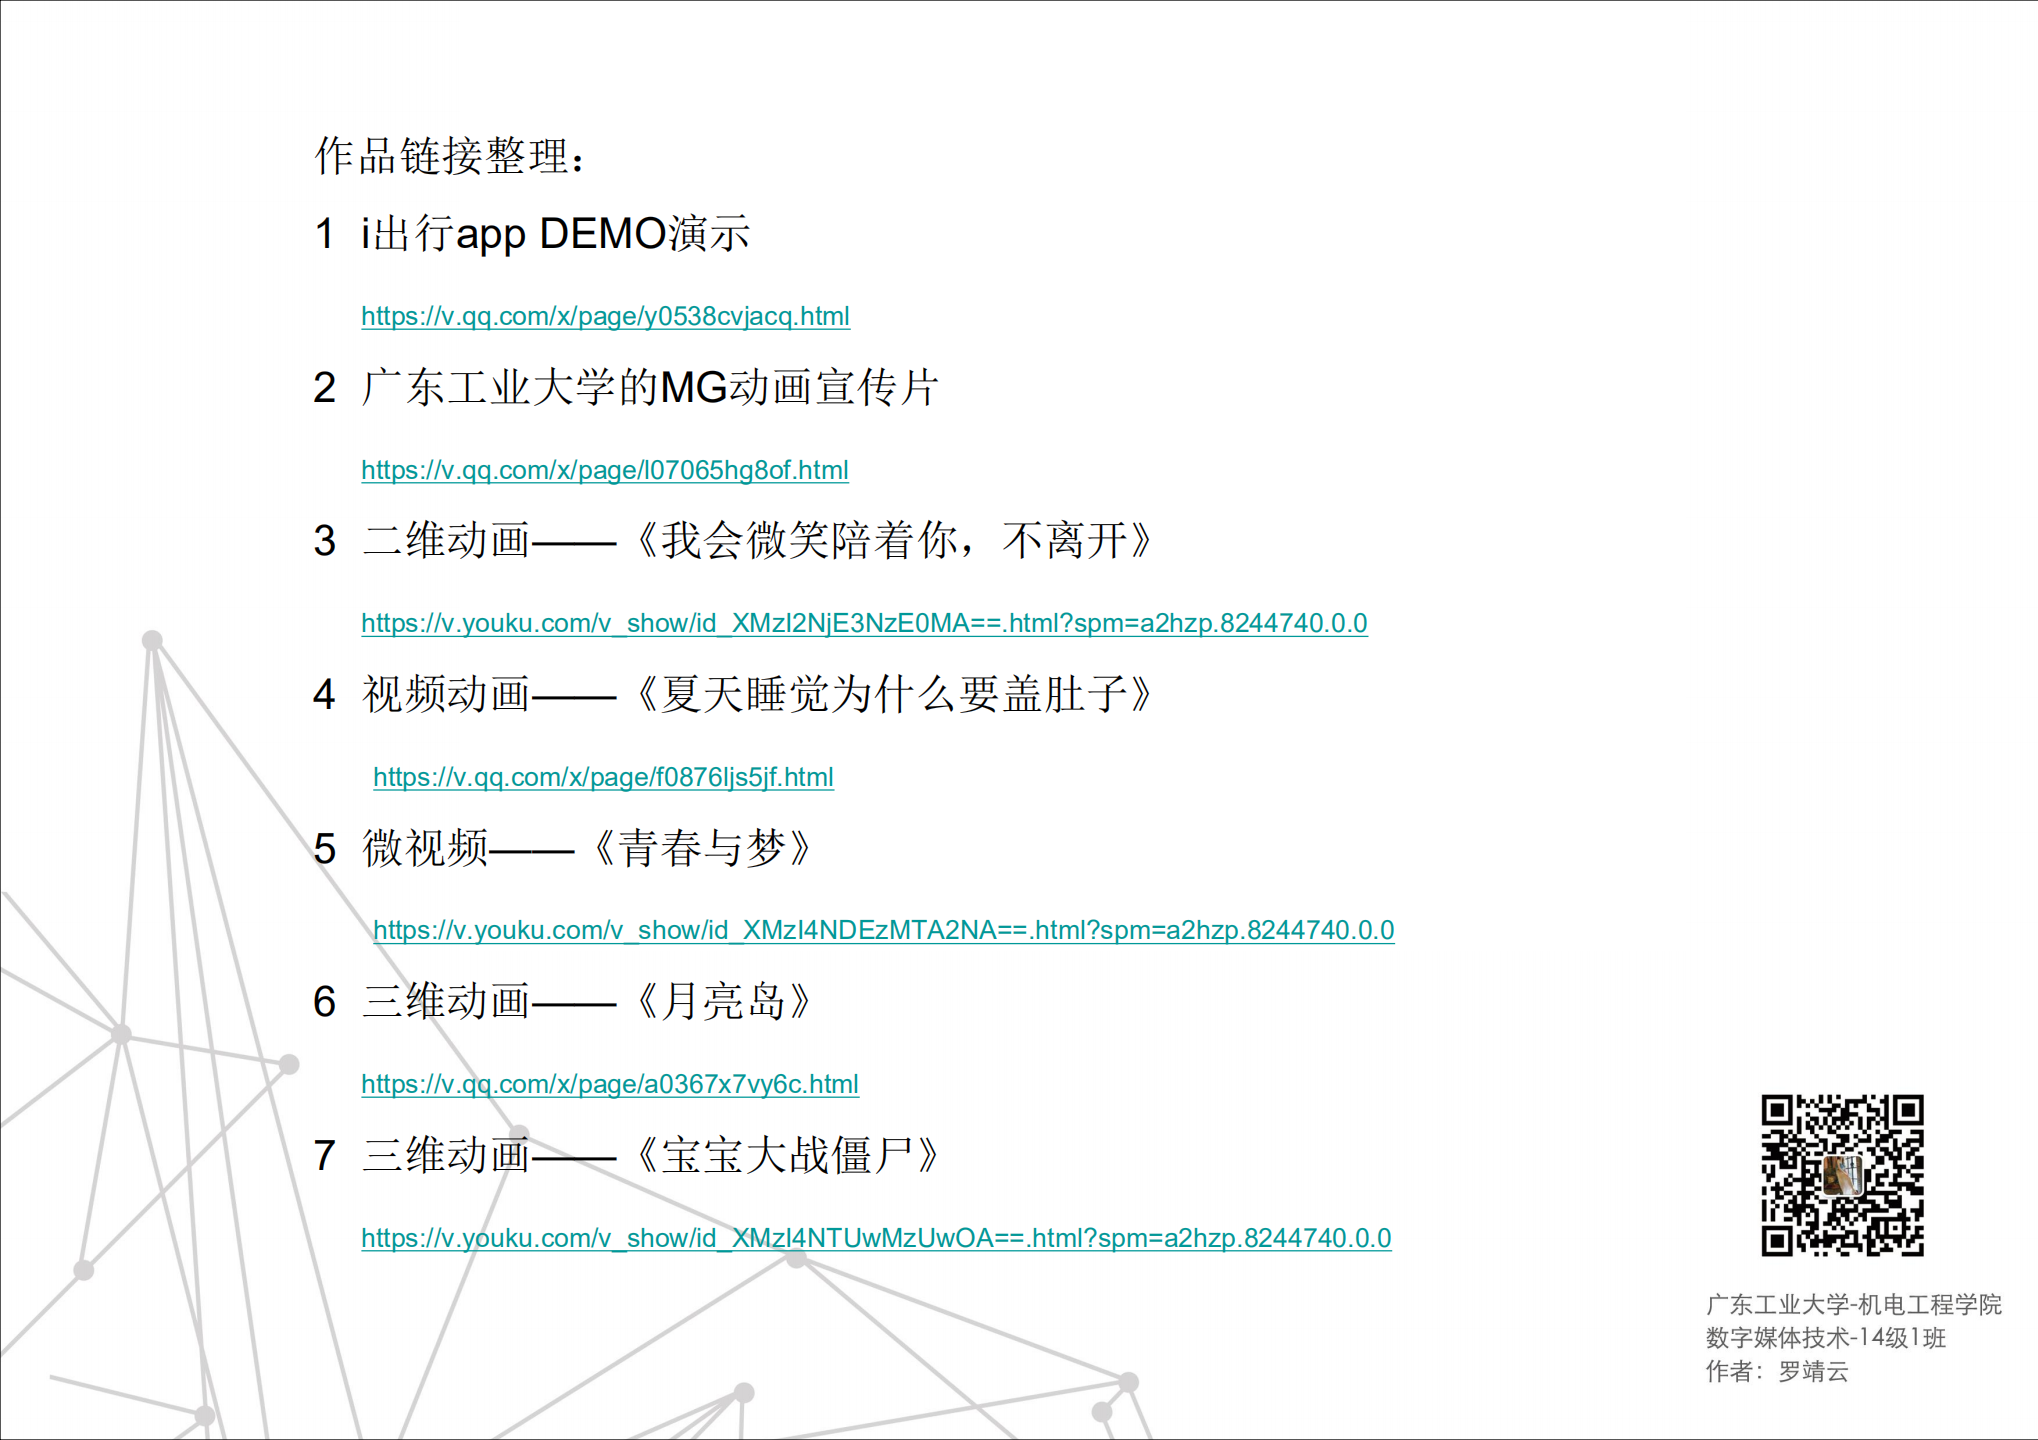 作品链接整理：
1 i出行app DEMO演示
https://v.qq.com/x/page/y0538cvjacq.html
2 广东工业大学的MG动画宣传片
https://v.qq.com/x/page/l07065hg8of.html
3 二维动画——《我会微笑陪着你，不离开》
https://v.youku.com/v_show/id_XMzI2NjE3NzE0MA==.html?spm=a2hzp.8244740.0.0
4 视频动画——《夏天睡觉为什么要盖肚子》
https://v.qq.com/x/page/f0876ljs5jf.html
5 微视频——《青春与梦》
https://v.youku.com/v_show/id_XMzI4NDEzMTA2NA==.html?spm=a2hzp.8244740.0.0
6 三维动画——《月亮岛》
https://v.qq.com/x/page/a0367x7vy6c.html
7 三维动画——《宝宝大战僵尸》
https://v.youku.com/v_show/id_XMzI4NTUwMzUwOA==.html?spm=a2hzp.8244740.0.0
广东工业大学-机电工程学院
数字媒体技术-14级1班
作者：罗靖云